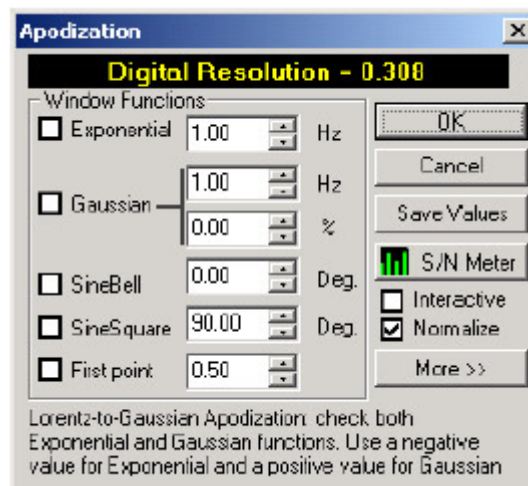 Apodization
Digital Resolution - 0.308
Window Functions
Exponential 1.00 Hz
Gaussian 1.00 Hz
0.00 %
SineBell 0.00 Deg.
SineSquare 90.00 Deg.
First point 0.50
OK
Cancel
Save Values
S/N Meter
Interactive
Normalize
More >>
Lorentz-to-Gaussian Apodization: check both
Exponential and Gaussian functions. Use a negative
value for Exponential and a positive value for Gaussian